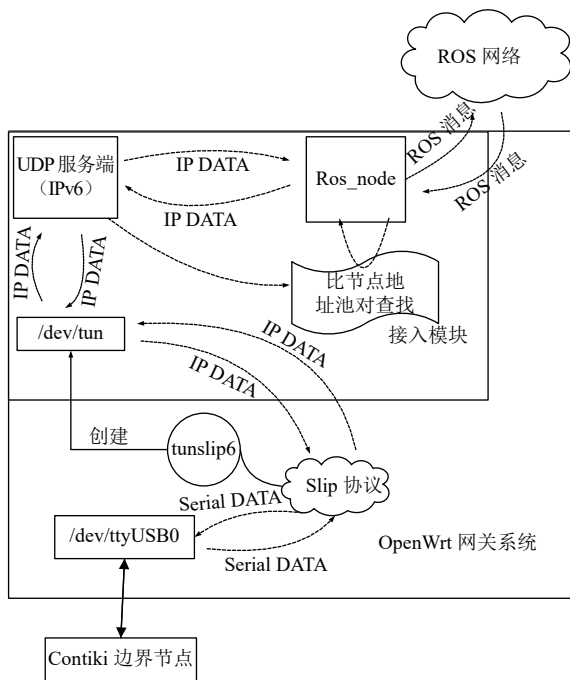 ROS 网络
ROS 消息
ROS 消息
UDP 服务端
（IPv6）
IP DATA
IP DATA
Ros_node
IP DATA
IP DATA
比节点地
址池对查找
接入模块
/dev/tun
IP DATA
IP DATA
创建
tunslip6
Slip 协议
Serial DATA
/dev/ttyUSB0
Serial DATA
OpenWrt 网关系统
Contiki 边界节点